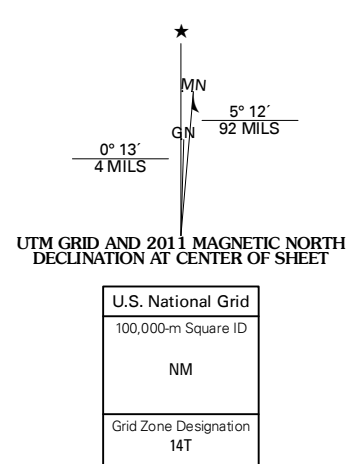 ★
MN
5° 12´
92 MILS
GN
0° 13´
4 MILS
UTM GRID AND 2011 MAGNETIC NORTH
DECLINATION AT CENTER OF SHEET
U.S. National Grid
100,000-m Square ID
NM
Grid Zone Designation
14T